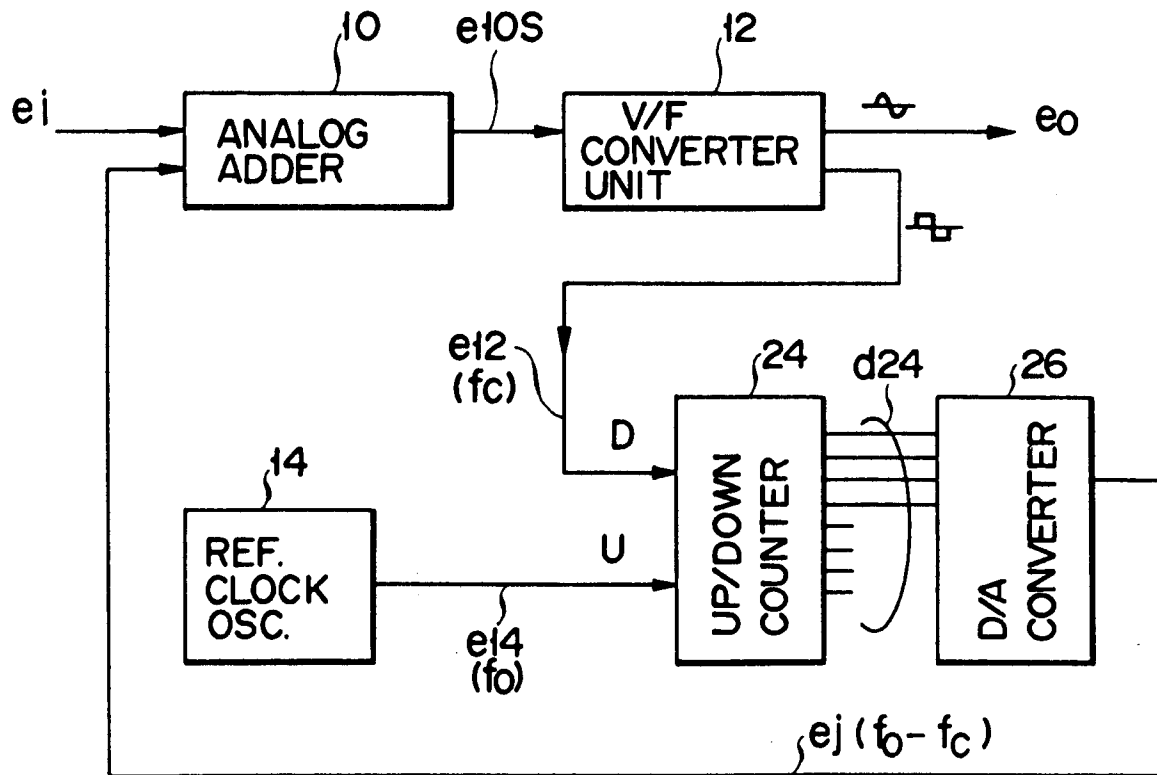 10
e10S
12
ei
ANALOG
ADDER
V/F
CONVERTER
UNIT
eo
e12
(fc)
24
d24
26
D
14
REF.
CLOCK
OSC.
U
e14
(fo)
UP/DOWN
COUNTER
D/A
CONVERTER
ej (fo - fc)